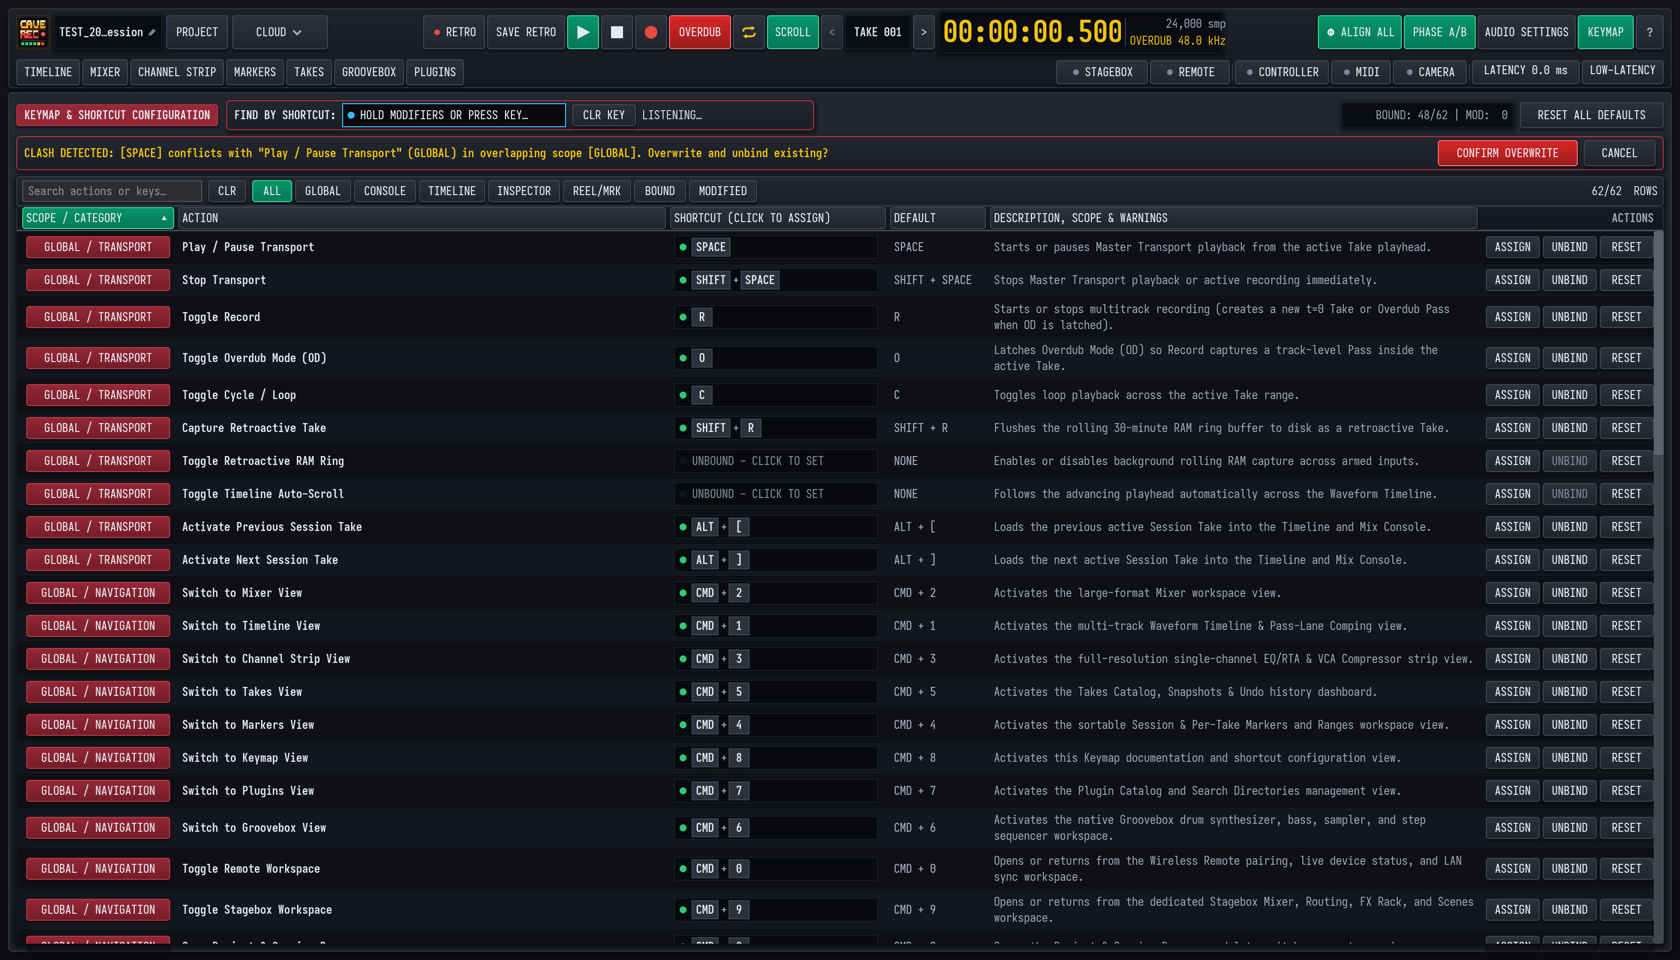 CAVE REC
TEST_20…ession
PROJECT
CLOUD
RETRO
SAVE RETRO
OVERDUB
SCROLL
<
TAKE 001
>
00:00:00.500
24,000 smp
OVERDUB 48.0 kHz
ALIGN ALL
PHASE A/B
AUDIO SETTINGS
KEYMAP
?
TIMELINE
MIXER
CHANNEL STRIP
MARKERS
TAKES
GROOVEBOX
PLUGINS
STAGEBOX
REMOTE
CONTROLLER
MIDI
CAMERA
LATENCY 0.0 ms
LOW-LATENCY
KEYMAP & SHORTCUT CONFIGURATION
FIND BY SHORTCUT:
HOLD MODIFIERS OR PRESS KEY…
CLR KEY
LISTENING…
BOUND: 48/62 | MOD: 0
RESET ALL DEFAULTS
CLASH DETECTED: [SPACE] conflicts with "Play / Pause Transport" (GLOBAL) in overlapping scope [GLOBAL]. Overwrite and unbind existing?
CONFIRM OVERWRITE
CANCEL
Search actions or keys…
CLR
ALL
GLOBAL
CONSOLE
TIMELINE
INSPECTOR
REEL/MRK
BOUND
MODIFIED
62/62 ROWS
SCOPE / CATEGORY
ACTION
SHORTCUT (CLICK TO ASSIGN)
DEFAULT
DESCRIPTION, SCOPE & WARNINGS
ACTIONS
GLOBAL / TRANSPORT Play / Pause Transport SPACE SPACE Starts or pauses Master Transport playback from the active Take playhead. ASSIGN UNBIND RESET
GLOBAL / TRANSPORT Stop Transport SHIFT + SPACE SHIFT + SPACE Stops Master Transport playback or active recording immediately. ASSIGN UNBIND RESET
GLOBAL / TRANSPORT Toggle Record R R Starts or stops multitrack recording (creates a new t=0 Take or Overdub Pass
when OD is latched). ASSIGN UNBIND RESET
GLOBAL / TRANSPORT Toggle Overdub Mode (OD) O O Latches Overdub Mode (OD) so Record captures a track-level Pass inside the
active Take. ASSIGN UNBIND RESET
GLOBAL / TRANSPORT Toggle Cycle / Loop C C Toggles loop playback across the active Take range. ASSIGN UNBIND RESET
GLOBAL / TRANSPORT Capture Retroactive Take SHIFT + R SHIFT + R Flushes the rolling 30-minute RAM ring buffer to disk as a retroactive Take. ASSIGN UNBIND RESET
GLOBAL / TRANSPORT Toggle Retroactive RAM Ring UNBOUND – CLICK TO SET NONE Enables or disables background rolling RAM capture across armed inputs. ASSIGN UNBIND RESET
GLOBAL / TRANSPORT Toggle Timeline Auto-Scroll UNBOUND – CLICK TO SET NONE Follows the advancing playhead automatically across the Waveform Timeline. ASSIGN UNBIND RESET
GLOBAL / TRANSPORT Activate Previous Session Take ALT + [ ALT + [ Loads the previous active Session Take into the Timeline and Mix Console. ASSIGN UNBIND RESET
GLOBAL / TRANSPORT Activate Next Session Take ALT + ] ALT + ] Loads the next active Session Take into the Timeline and Mix Console. ASSIGN UNBIND RESET
GLOBAL / NAVIGATION Switch to Mixer View CMD + 2 CMD + 2 Activates the large-format Mixer workspace view. ASSIGN UNBIND RESET
GLOBAL / NAVIGATION Switch to Timeline View CMD + 1 CMD + 1 Activates the multi-track Waveform Timeline & Pass-Lane Comping view. ASSIGN UNBIND RESET
GLOBAL / NAVIGATION Switch to Channel Strip View CMD + 3 CMD + 3 Activates the full-resolution single-channel EQ/RTA & VCA Compressor strip view. ASSIGN UNBIND RESET
GLOBAL / NAVIGATION Switch to Takes View CMD + 5 CMD + 5 Activates the Takes Catalog, Snapshots & Undo history dashboard. ASSIGN UNBIND RESET
GLOBAL / NAVIGATION Switch to Markers View CMD + 4 CMD + 4 Activates the sortable Session & Per-Take Markers and Ranges workspace view. ASSIGN UNBIND RESET
GLOBAL / NAVIGATION Switch to Keymap View CMD + 8 CMD + 8 Activates this Keymap documentation and shortcut configuration view. ASSIGN UNBIND RESET
GLOBAL / NAVIGATION Switch to Plugins View CMD + 7 CMD + 7 Activates the Plugin Catalog and Search Directories management view. ASSIGN UNBIND RESET
GLOBAL / NAVIGATION Switch to Groovebox View CMD + 6 CMD + 6 Activates the native Groovebox drum synthesizer, bass, sampler, and step
sequencer workspace. ASSIGN UNBIND RESET
GLOBAL / NAVIGATION Toggle Remote Workspace CMD + 0 CMD + 0 Opens or returns from the Wireless Remote pairing, live device status, and LAN
sync workspace. ASSIGN UNBIND RESET
GLOBAL / NAVIGATION Toggle Stagebox Workspace CMD + 9 CMD + 9 Opens or returns from the dedicated Stagebox Mixer, Routing, FX Rack, and Scenes
workspace. ASSIGN UNBIND RESET